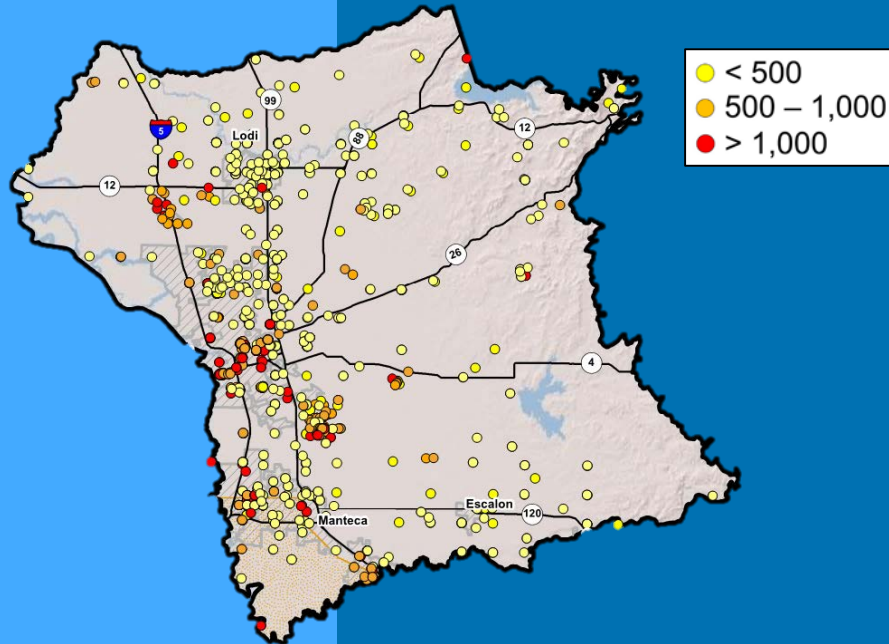 < 500
500 – 1,000
> 1,000
99
5
Lodi
88
12
12
26
4
Escalon
120
Manteca